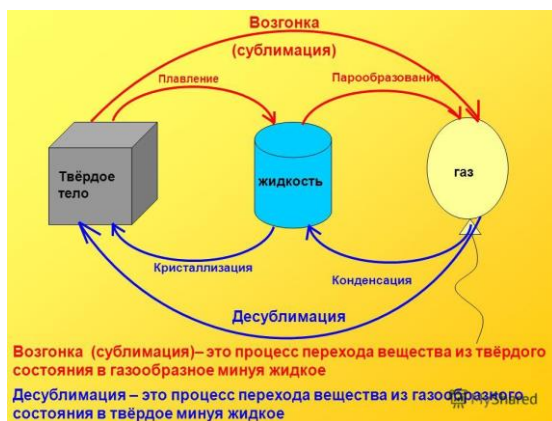 Возгонка
(сублимация)
Плавление
Парообразование
Твёрдое
тело
жидкость
газ
Кристаллизация
Конденсация
Десублимация
Возгонка (сублимация)– это процесс перехода вещества из твёрдого
состояния в газообразное минуя жидкое
Десублимация – это процесс перехода вещества из газообразного
состояния в твёрдое минуя жидкое
MyShared